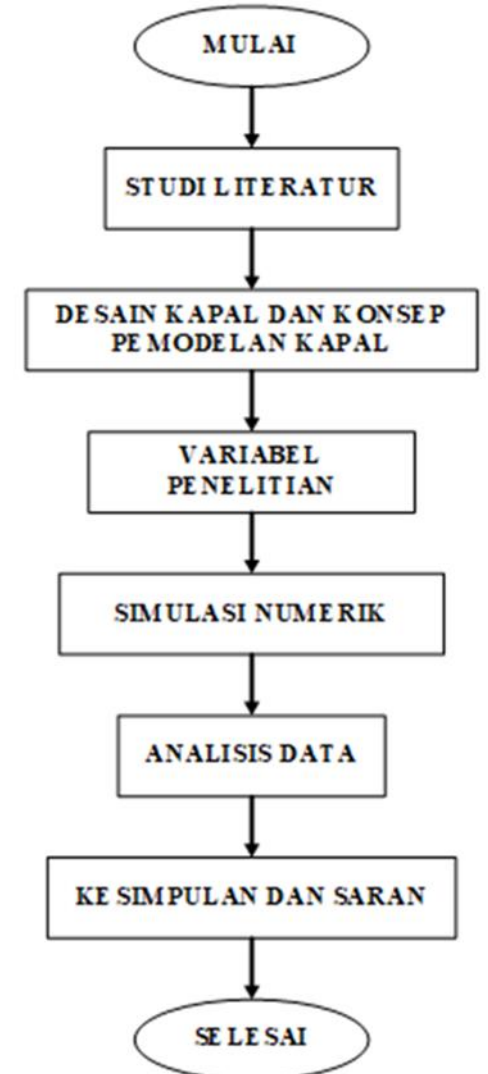 MULAI
STUDI LITERATUR
DESAIN KAPAL DAN KONSEP
PEMODELAN KAPAL
VARIABEL
PENELITIAN
SIMULASI NUMERIK
ANALISIS DATA
KESIMPULAN DAN SARAN
SELESAI